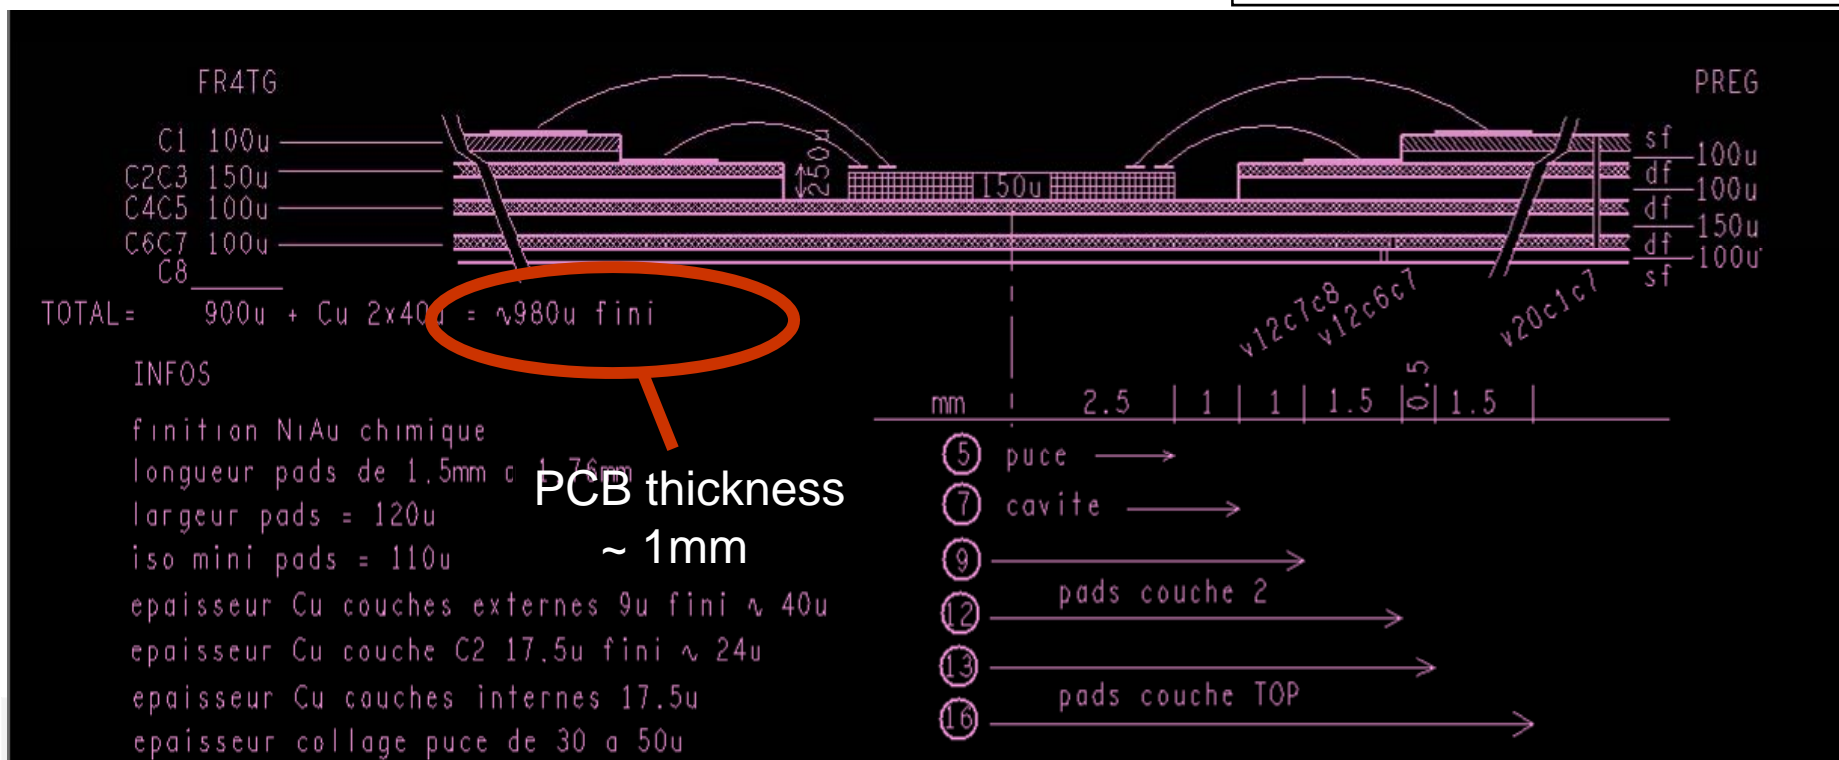 FR4TG
PREG
C1 100u
C2C3 150u
C4C5 100u
C6C7 100u
C8
250u
150u
sf
100u
df
100u
df
150u
df
100u
sf
TOTAL= 900u + Cu 2x40u = ∿980u fini
v12c7c8
v12c6c7
v20c1c7
INFOS
finition NiAu chimique
longueur pads de 1.5mm a 1.76mm
largeur pads = 120u
iso mini pads = 110u
epaisseur Cu couches externes 9u fini ∿ 40u
epaisseur Cu couche C2 17.5u fini ∿ 24u
epaisseur Cu couches internes 17.5u
epaisseur collage puce de 30 a 50u
PCB thickness
~ 1mm
mm 2.5 1 1 1.5 0.5 1.5
5 puce
7 cavite
9
pads couche 2
12
13
pads couche TOP
16